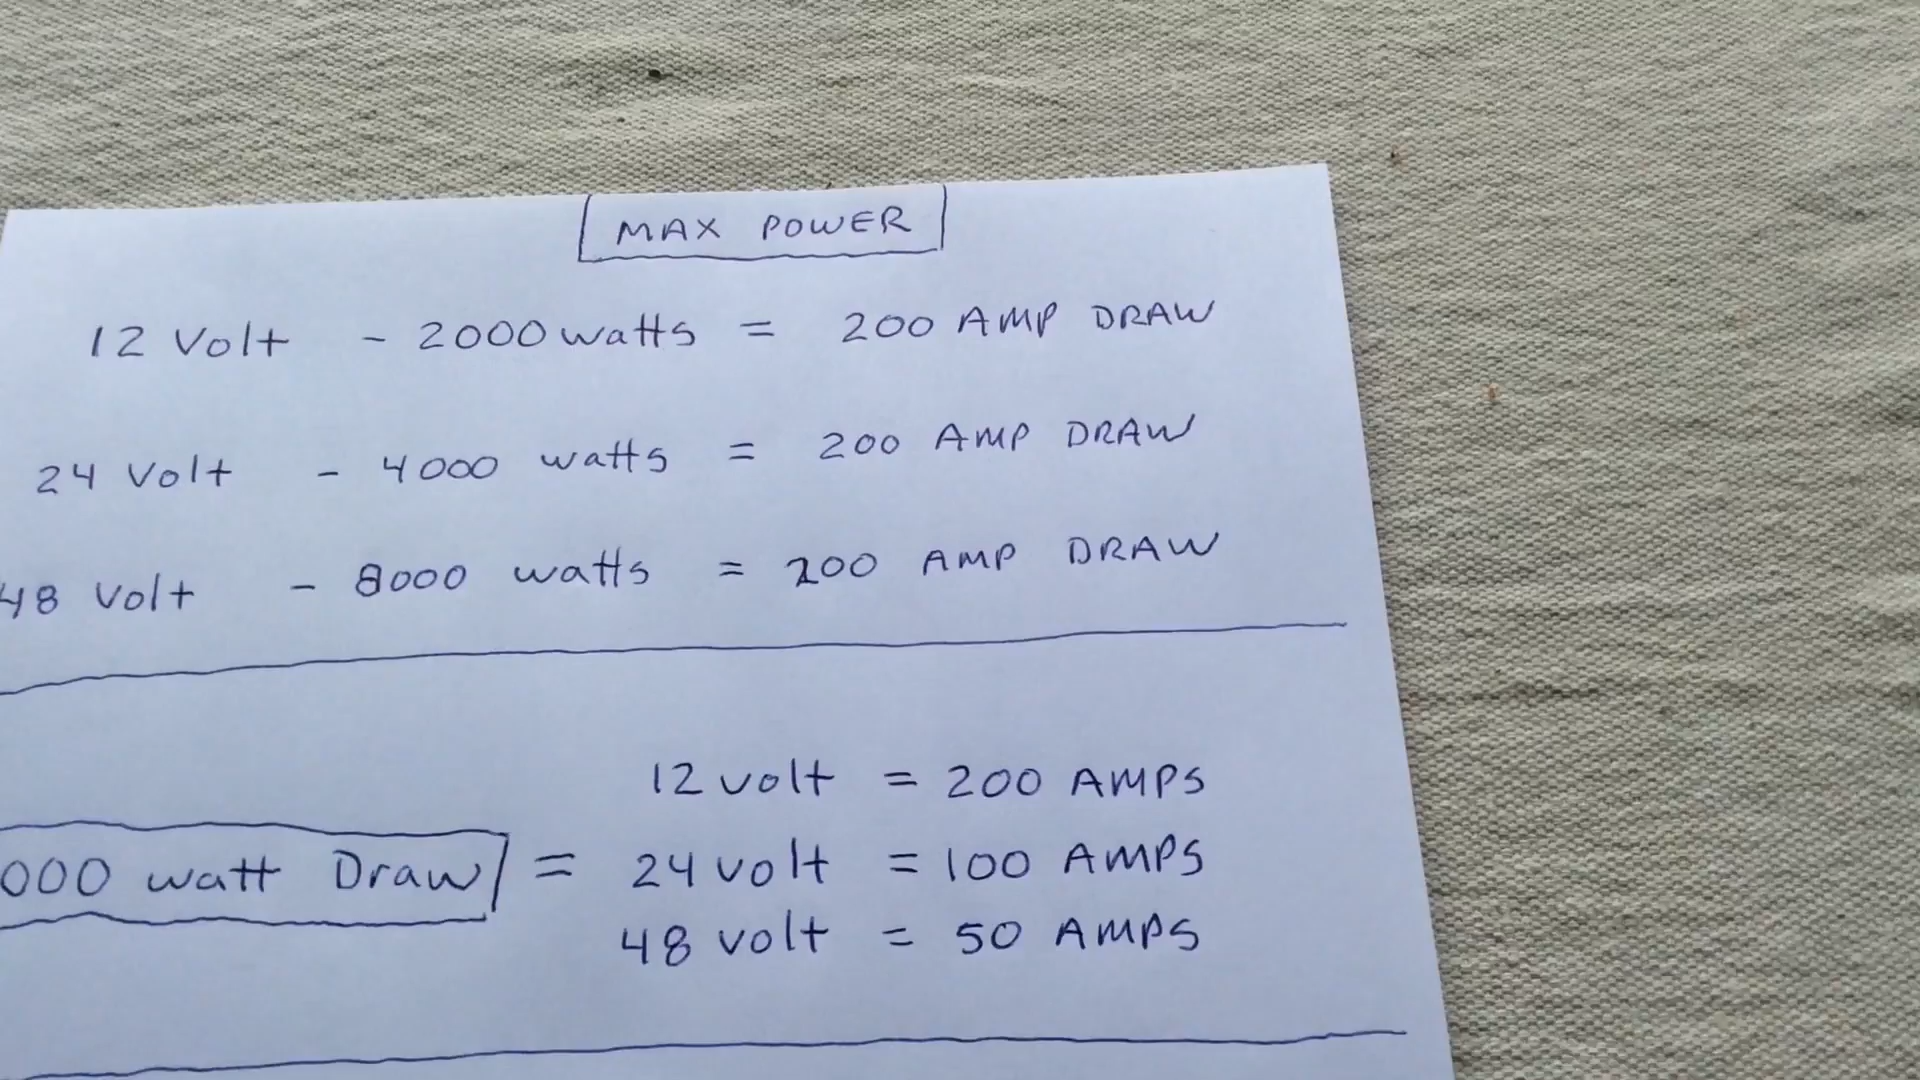 MAX POWER
12 Volt - 2000 watts = 200 AMP DRAW
24 Volt - 4000 watts = 200 AMP DRAW
48 Volt - 8000 watts = 200 AMP DRAW
12 volt = 200 AMPS
000 watt Draw = 24 volt = 100 AMPS
48 volt = 50 AMPS